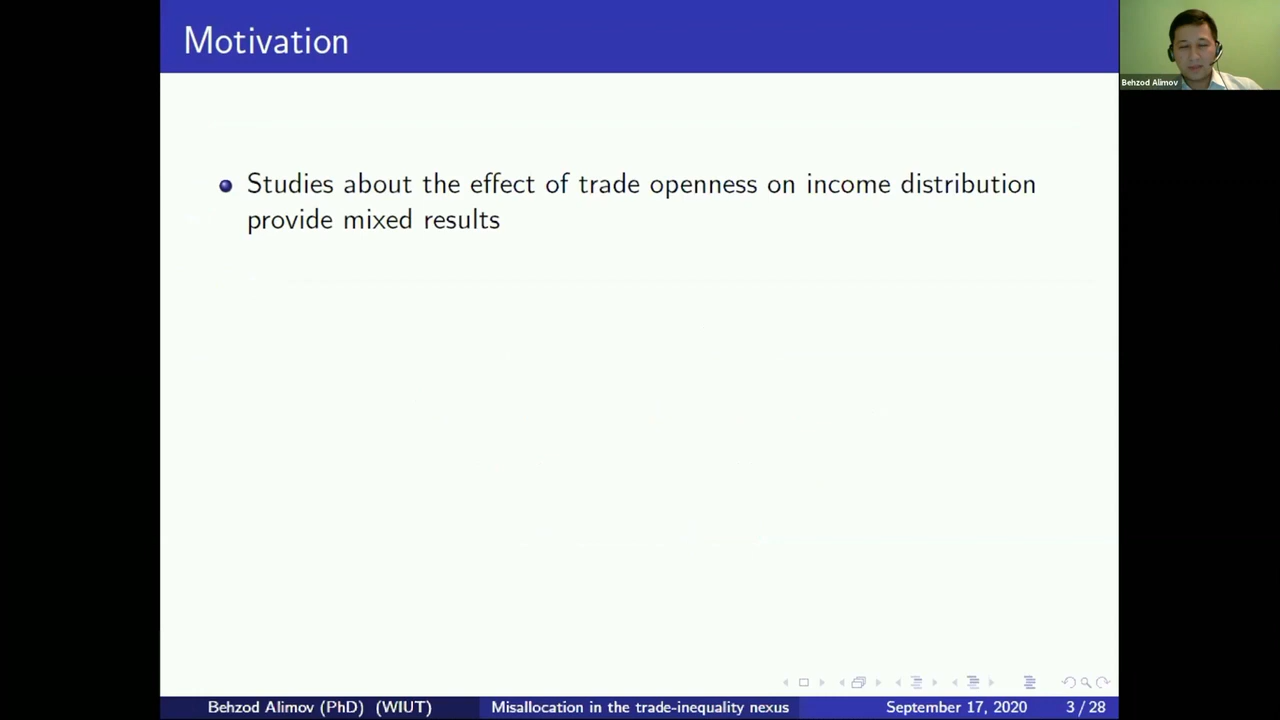 Motivation
Behzod Alimov
Studies about the effect of trade openness on income distribution
provide mixed results
Behzod Alimov (PhD) (WIUT) Misallocation in the trade-inequality nexus September 17, 2020 3 / 28